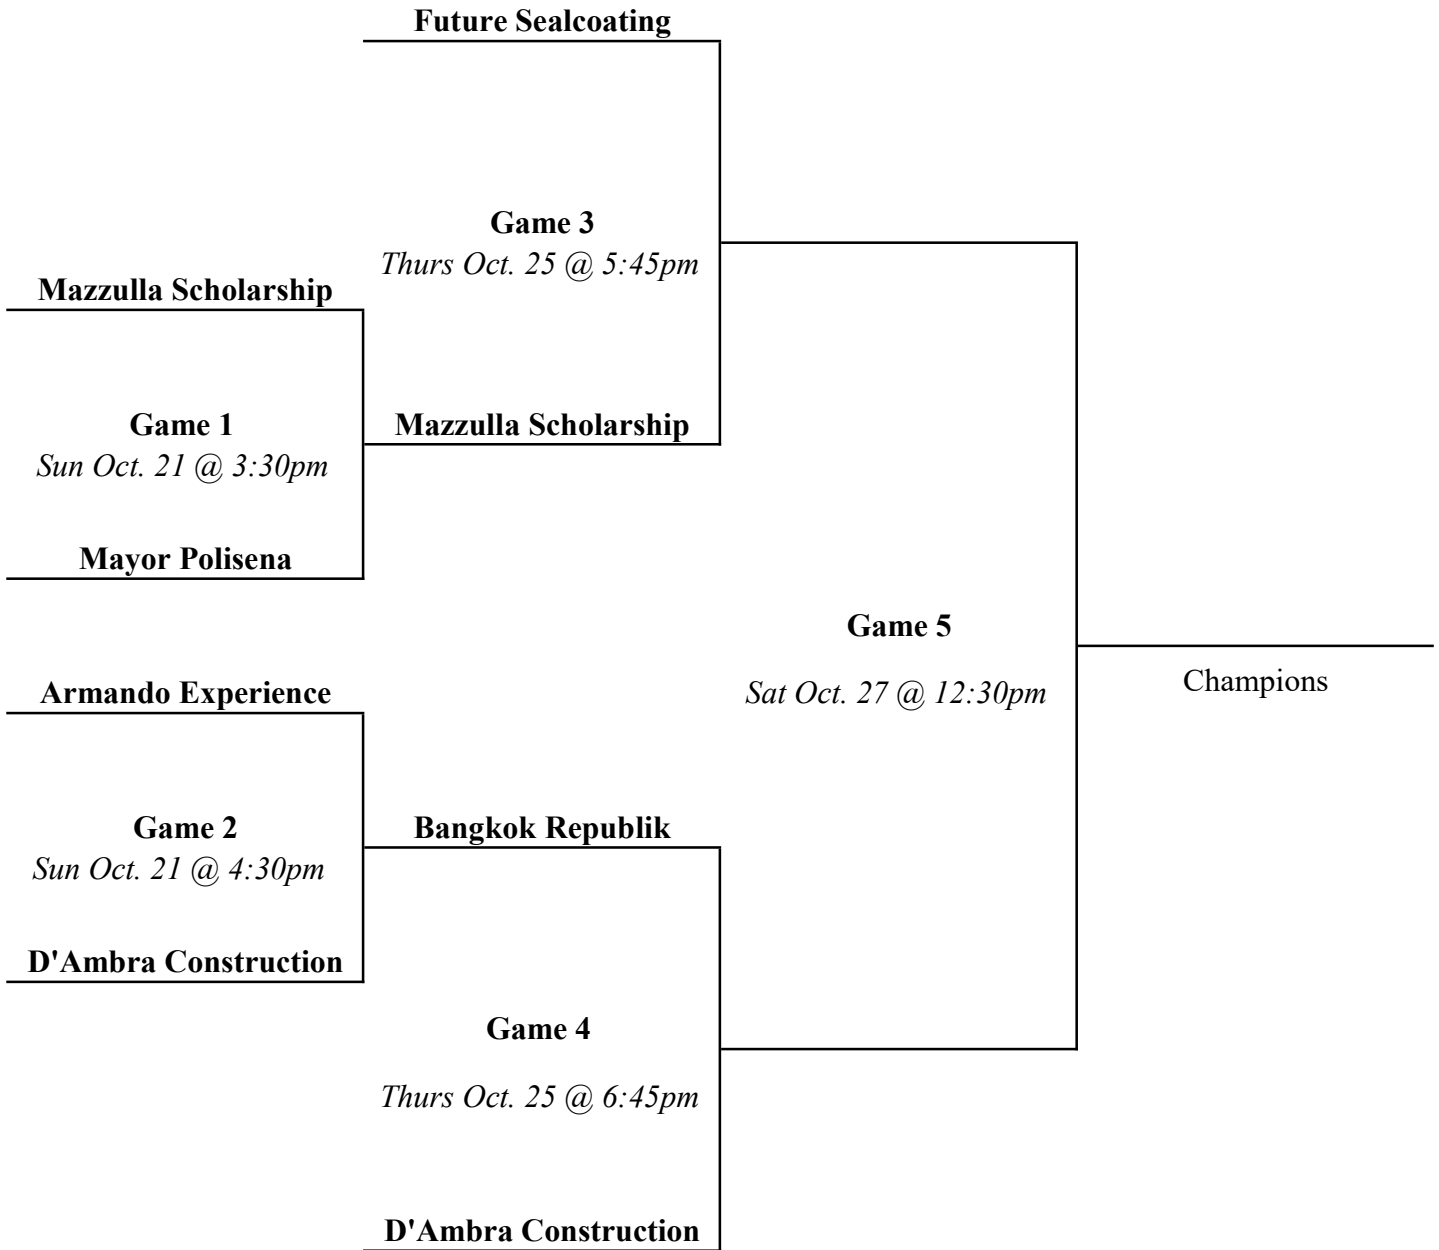 Future Sealcoating
Game 3
Thurs Oct. 25 @ 5:45pm
Mazzulla Scholarship
Game 1
Sun Oct. 21 @ 3:30pm
Mazzulla Scholarship
Mayor Polisena
Game 5
Sat Oct. 27 @ 12:30pm
Champions
Armando Experience
Game 2
Sun Oct. 21 @ 4:30pm
Bangkok Republik
D'Ambra Construction
Game 4
Thurs Oct. 25 @ 6:45pm
D'Ambra Construction